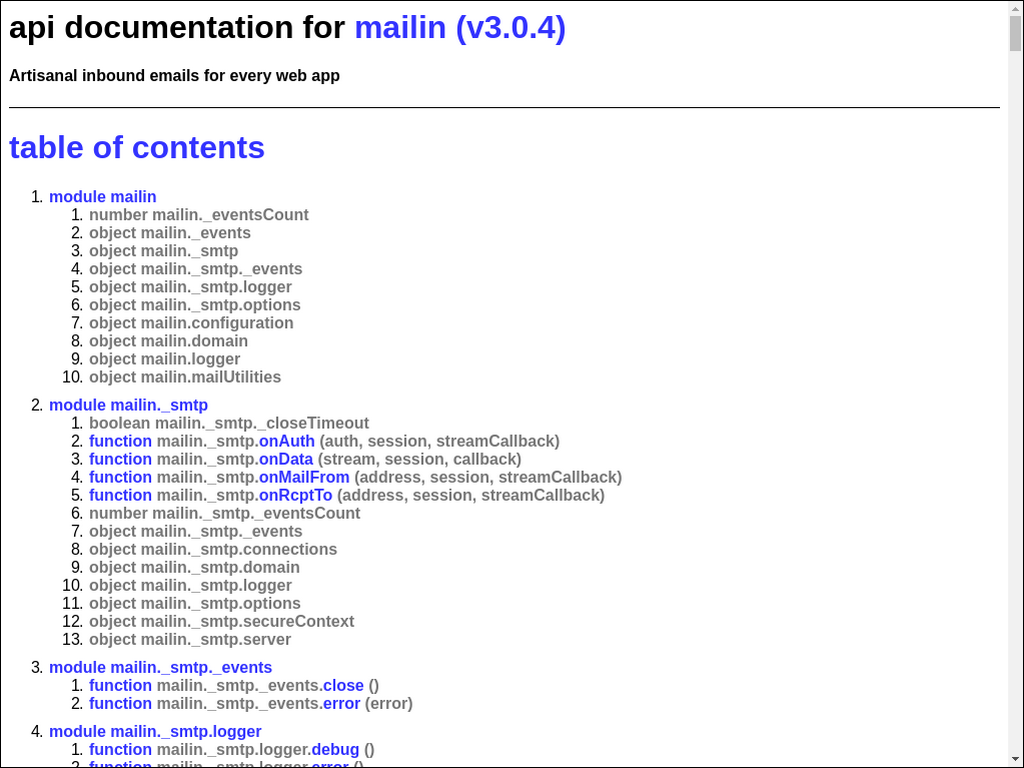 api documentation for mailin (v3.0.4)
Artisanal inbound emails for every web app
table of contents
1. module mailin
1. number mailin._eventsCount
2. object mailin._events
3. object mailin._smtp
4. object mailin._smtp._events
5. object mailin._smtp.logger
6. object mailin._smtp.options
7. object mailin.configuration
8. object mailin.domain
9. object mailin.logger
10. object mailin.mailUtilities
2. module mailin._smtp
1. boolean mailin._smtp._closeTimeout
2. function mailin._smtp.onAuth (auth, session, streamCallback)
3. function mailin._smtp.onData (stream, session, callback)
4. function mailin._smtp.onMailFrom (address, session, streamCallback)
5. function mailin._smtp.onRcptTo (address, session, streamCallback)
6. number mailin._smtp._eventsCount
7. object mailin._smtp._events
8. object mailin._smtp.connections
9. object mailin._smtp.domain
10. object mailin._smtp.logger
11. object mailin._smtp.options
12. object mailin._smtp.secureContext
13. object mailin._smtp.server
3. module mailin._smtp._events
1. function mailin._smtp._events.close ()
2. function mailin._smtp._events.error (error)
4. module mailin._smtp.logger
1. function mailin._smtp.logger.debug ()
2. function mailin._smtp.logger.error ()